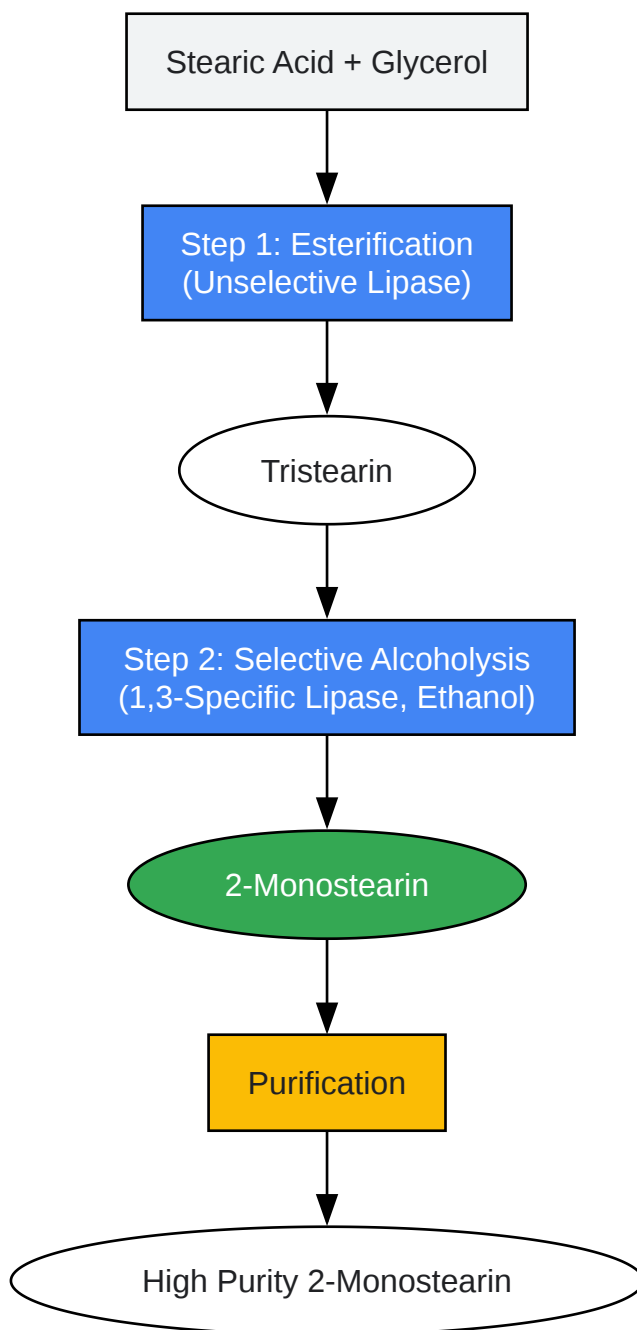 Stearic Acid + Glycerol
Step 1: Esterification
(Unselective Lipase)
Tristearin
Step 2: Selective Alcoholysis
(1,3-Specific Lipase, Ethanol)
2-Monostearin
Purification
High Purity 2-Monostearin